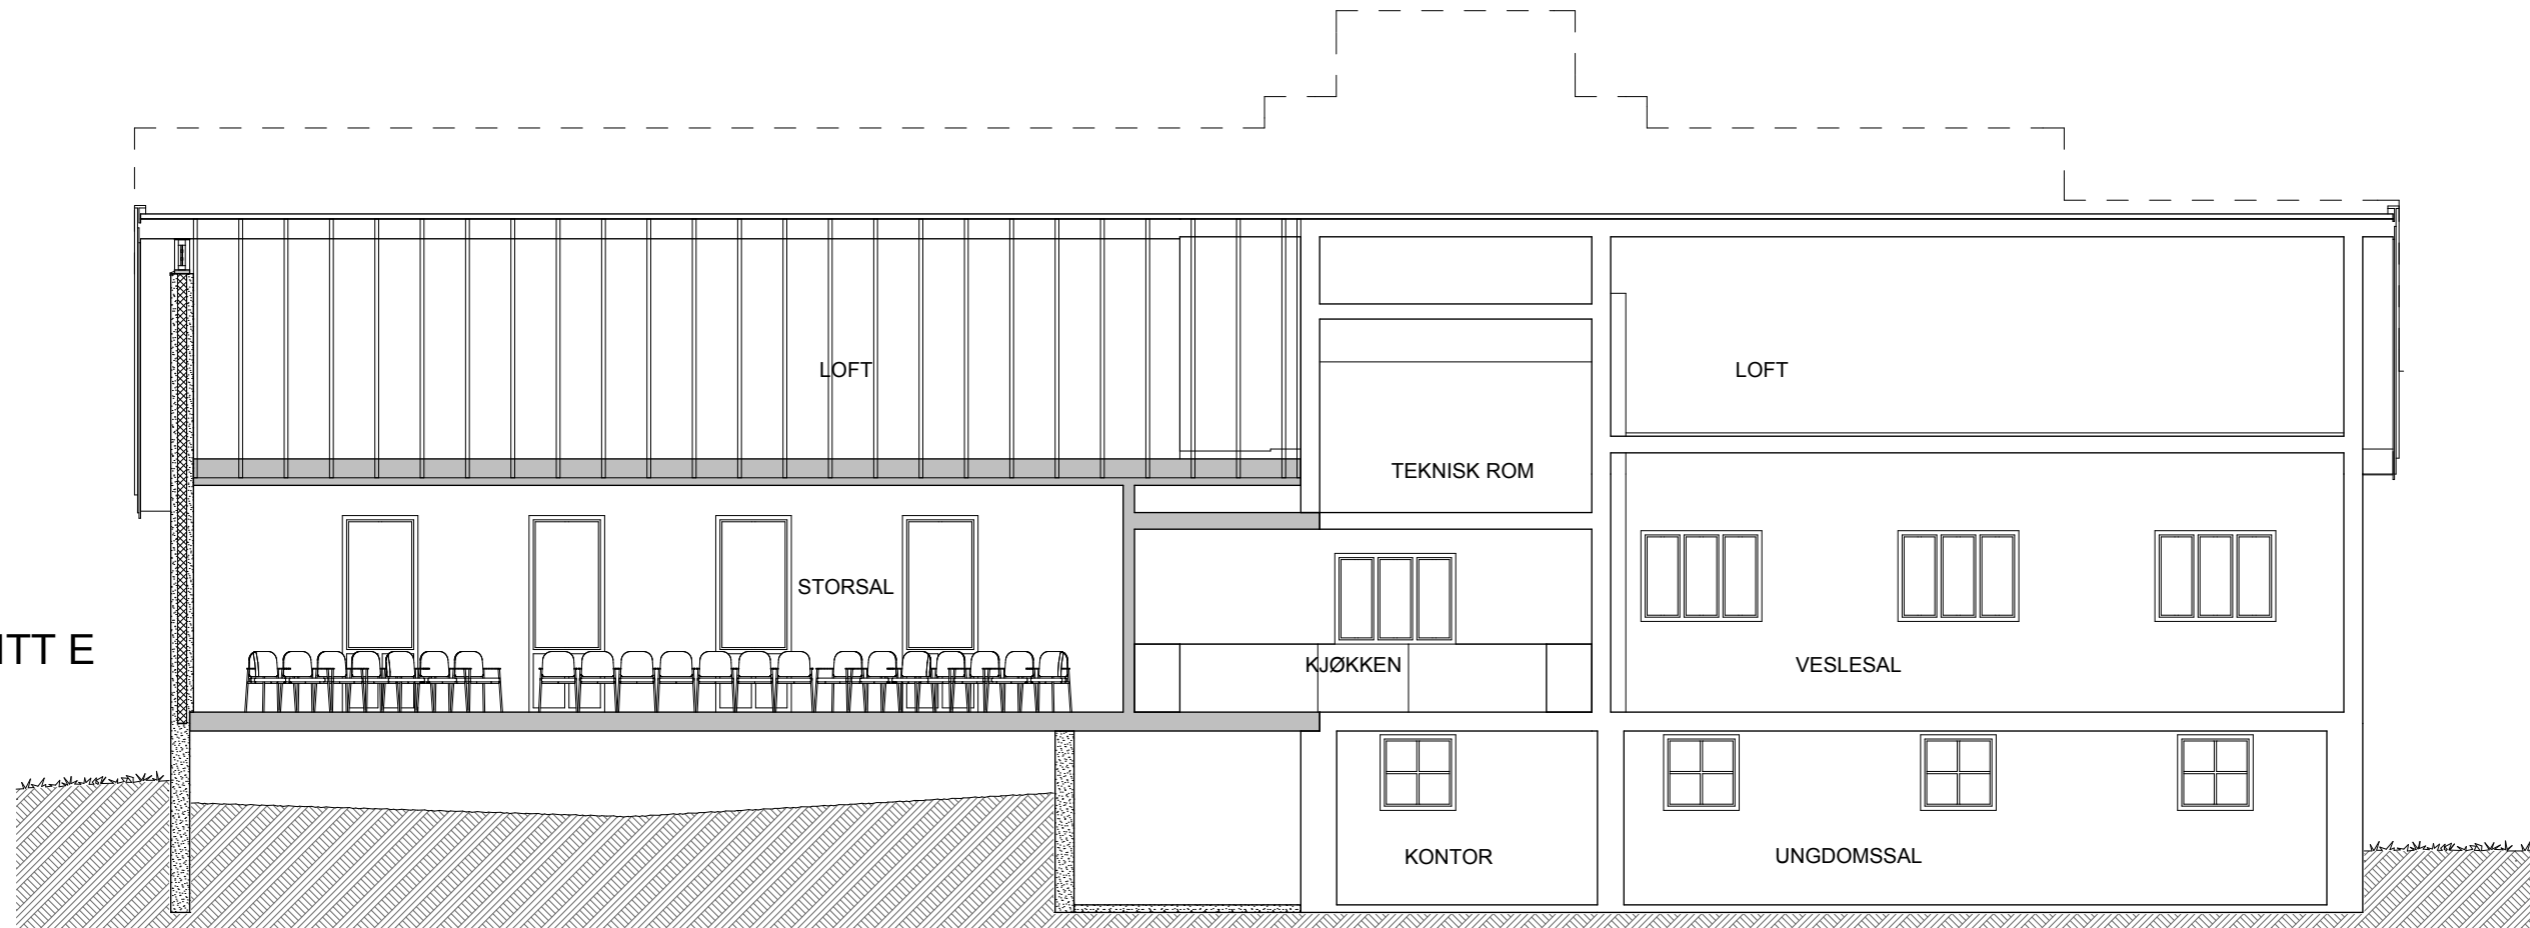 LOFT
LOFT
TEKNISK ROM
STORSAL
ITT E
KJØKKEN
VESLESAL
KONTOR
UNGDOMSSAL